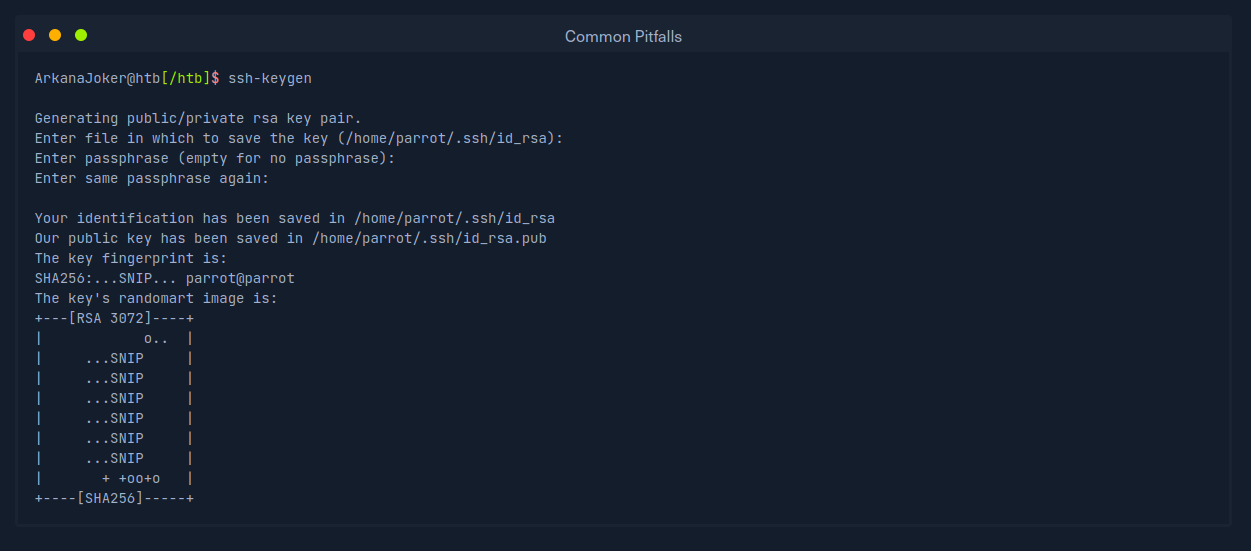 Common Pitfalls
ArkanaJoker@htb[/htb]$ ssh-keygen
Generating public/private rsa key pair.
Enter file in which to save the key (/home/parrot/.ssh/id_rsa):
Enter passphrase (empty for no passphrase):
Enter same passphrase again:
Your identification has been saved in /home/parrot/.ssh/id_rsa
Our public key has been saved in /home/parrot/.ssh/id_rsa.pub
The key fingerprint is:
SHA256:...SNIP... parrot@parrot
The key's randomart image is:
+---[RSA 3072]----+
|            o..  |
|     ...SNIP     |
|     ...SNIP     |
|     ...SNIP     |
|     ...SNIP     |
|     ...SNIP     |
|     ...SNIP     |
|       + +oo+o   |
+----[SHA256]-----+